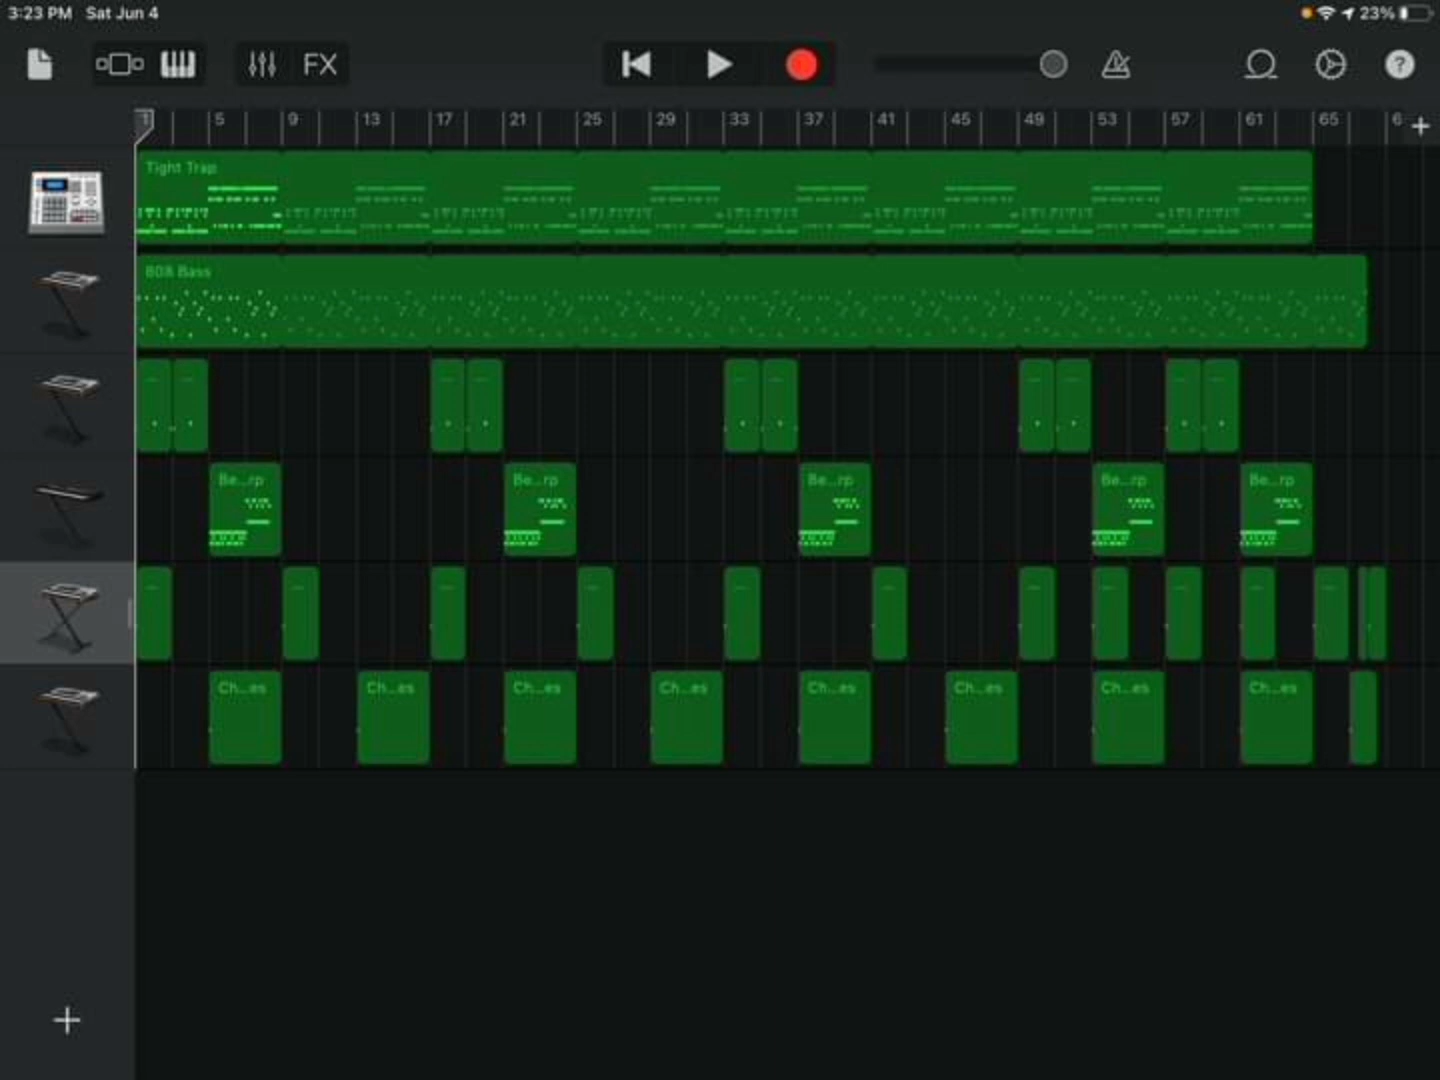 3:23 PM Sat Jun 4 23%
FX ?
1 5 9 13 17 21 25 29 33 37 41 45 49 53 57 61 65 6
Tight Trap
808 Bass
Be...rp Be...rp Be...rp Be...rp Be...rp
Ch...es Ch...es Ch...es Ch...es Ch...es Ch...es Ch...es Ch...es